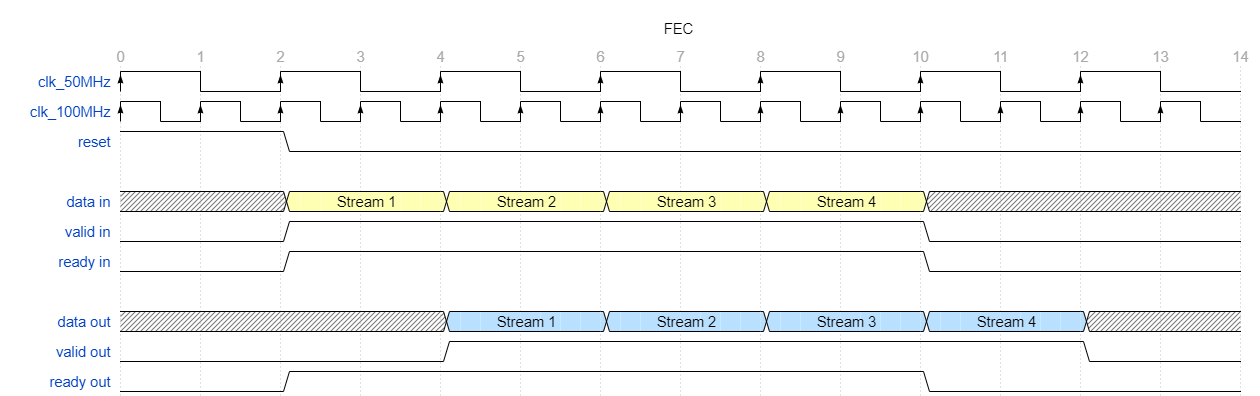 FEC
0 1 2 3 4 5 6 7 8 9 10 11 12 13 14
clk_50MHz
clk_100MHz
reset
data in Stream 1 Stream 2 Stream 3 Stream 4
valid in
ready in
data out Stream 1 Stream 2 Stream 3 Stream 4
valid out
ready out